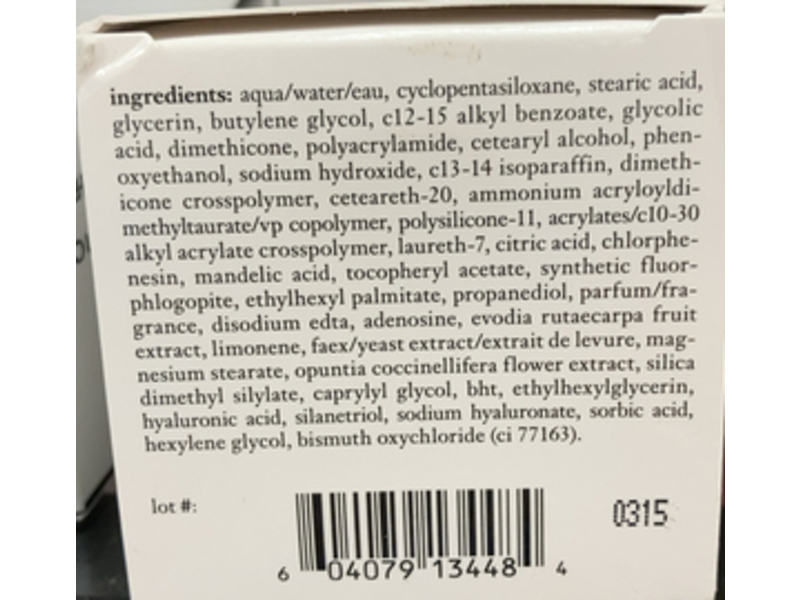 ingredients: aqua/water/eau, cyclopentasiloxane, stearic acid,
glycerin, butylene glycol, c12-15 alkyl benzoate, glycolic
acid, dimethicone, polyacrylamide, cetearyl alcohol, phen-
oxyethanol, sodium hydroxide, c13-14 isoparaffin, dimeth-
icone crosspolymer, ceteareth-20, ammonium acryloyldi-
methyltaurate/vp copolymer, polysilicone-11, acrylates/c10-30
alkyl acrylate crosspolymer, laureth-7, citric acid, chlorphe-
nesin, mandelic acid, tocopheryl acetate, synthetic fluor-
phlogopite, ethylhexyl palmitate, propanediol, parfum/fra-
grance, disodium edta, adenosine, evodia rutaecarpa fruit
extract, limonene, faex/yeast extract/extrait de levure, mag-
nesium stearate, opuntia coccinellifera flower extract, silica
dimethyl silylate, caprylyl glycol, bht, ethylhexylglycerin,
hyaluronic acid, silanetriol, sodium hyaluronate, sorbic acid,
hexylene glycol, bismuth oxychloride (ci 77163).
lot #:
0315
6 04079 13448 4